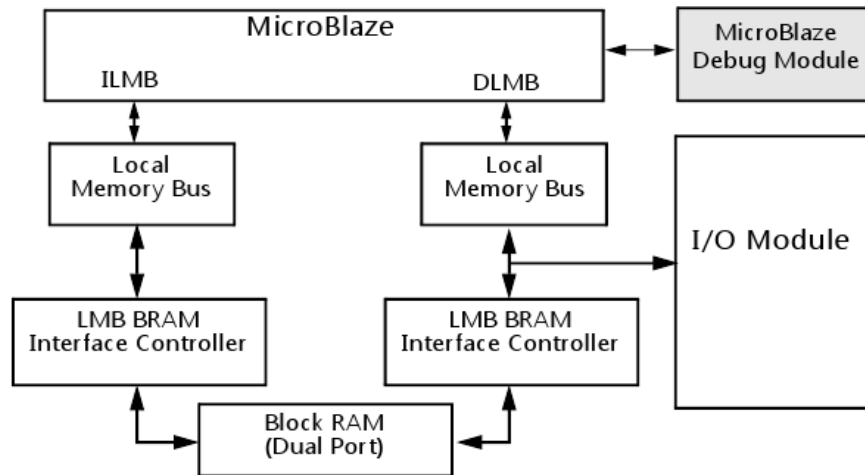 MicroBlaze
ILMB
DLMB
MicroBlaze
Debug Module
Local
Memory Bus
Local
Memory Bus
I/O Module
LMB BRAM
Interface Controller
LMB BRAM
Interface Controller
Block RAM
(Dual Port)